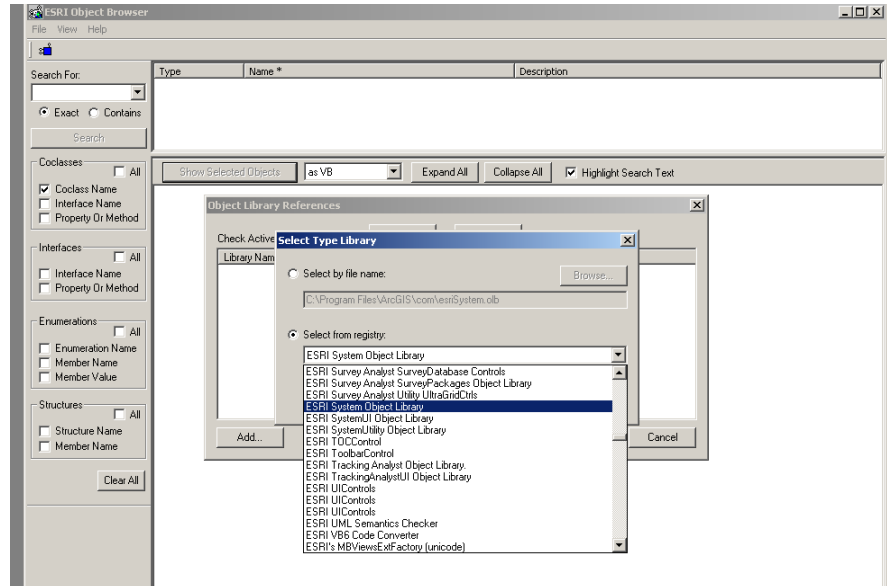 ESRI Object Browser
File View Help
Search For:
Exact Contains
Search
Coclasses
All
Coclass Name
Interface Name
Property Or Method
Interfaces
All
Interface Name
Property Or Method
Enumerations
All
Enumeration Name
Member Name
Member Value
Structures
All
Structure Name
Member Name
Clear All
Type Name * Description
Show Selected Objects as VB Expand All Collapse All Highlight Search Text
Object Library References
Check Active
Library Nam
Add... Cancel
Select Type Library
Select by file name: Browse...
C:\Program Files\ArcGIS\com\esriSystem.olb
Select from registry:
ESRI System Object Library
ESRI Survey Analyst SurveyDatabase Controls
ESRI Survey Analyst SurveyPackages Object Library
ESRI Survey Analyst Utility UltraGridCtrls
ESRI System Object Library
ESRI SystemUI Object Library
ESRI SystemUtility Object Library
ESRI TOCControl
ESRI ToolbarControl
ESRI Tracking Analyst Object Library.
ESRI TrackingAnalystUI Object Library
ESRI UIControls
ESRI UIControls
ESRI UIControls
ESRI UML Semantics Checker
ESRI VB6 Code Converter
ESRI's MBViewsExtFactory (unicode)